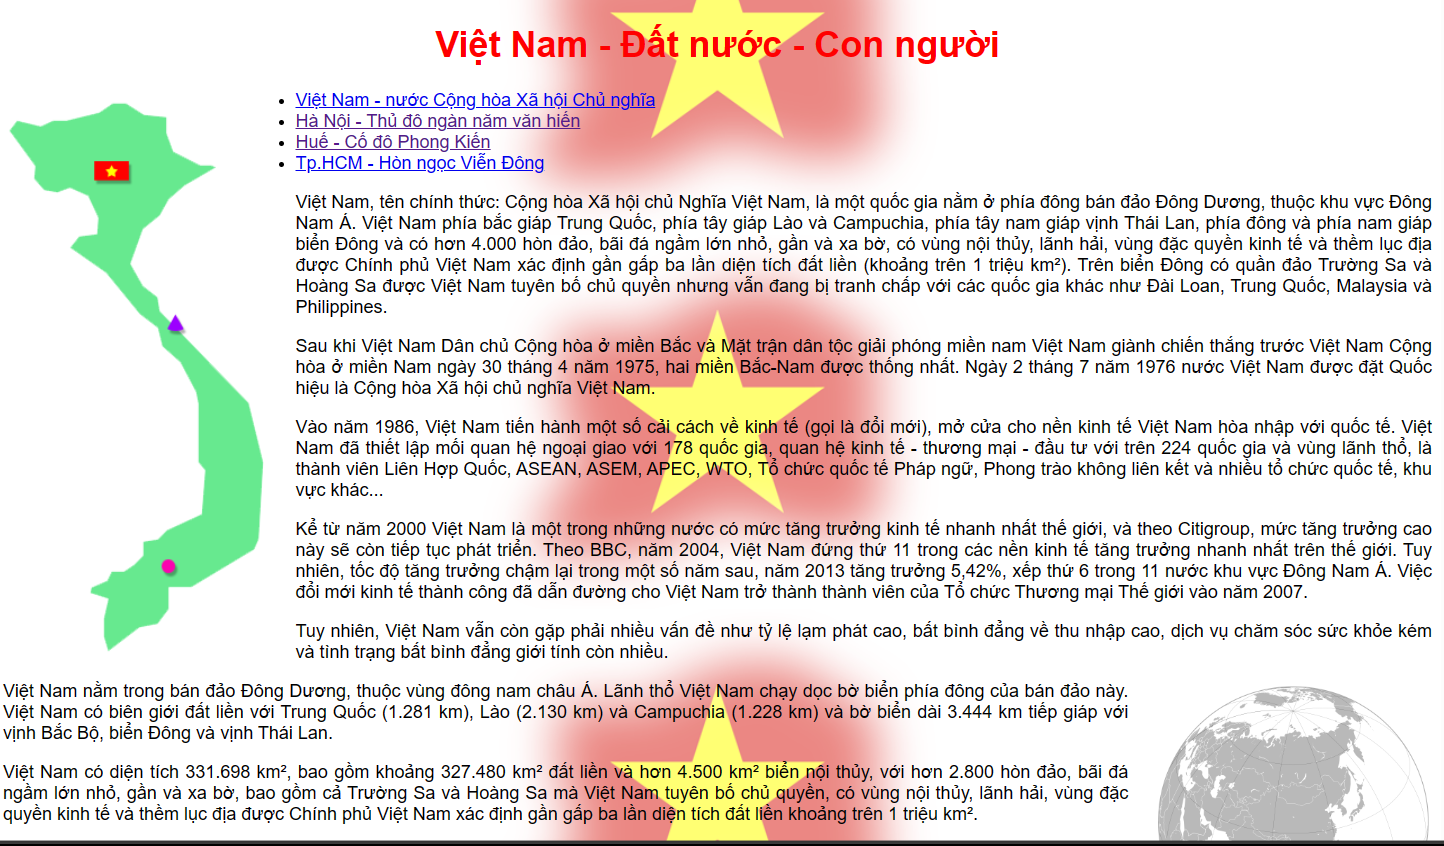 Việt Nam - Đất nước - Con người
Việt Nam - nước Cộng hòa Xã hội Chủ nghĩa
Hà Nội - Thủ đô ngàn năm văn hiến
Huế - Cố đô Phong Kiến
Tp.HCM - Hòn ngọc Viễn Đông
Việt Nam, tên chính thức: Cộng hòa Xã hội chủ Nghĩa Việt Nam, là một quốc gia nằm ở phía đông bán đảo Đông Dương, thuộc khu vực Đông
Nam Á. Việt Nam phía bắc giáp Trung Quốc, phía tây giáp Lào và Campuchia, phía tây nam giáp vịnh Thái Lan, phía đông và phía nam giáp
biển Đông và có hơn 4.000 hòn đảo, bãi đá ngầm lớn nhỏ, gần và xa bờ, có vùng nội thủy, lãnh hải, vùng đặc quyền kinh tế và thềm lục địa
được Chính phủ Việt Nam xác định gần gấp ba lần diện tích đất liền (khoảng trên 1 triệu km²). Trên biển Đông có quần đảo Trường Sa và
Hoàng Sa được Việt Nam tuyên bố chủ quyền nhưng vẫn đang bị tranh chấp với các quốc gia khác như Đài Loan, Trung Quốc, Malaysia và
Philippines.
Sau khi Việt Nam Dân chủ Cộng hòa ở miền Bắc và Mặt trận dân tộc giải phóng miền nam Việt Nam giành chiến thắng trước Việt Nam Cộng
hòa ở miền Nam ngày 30 tháng 4 năm 1975, hai miền Bắc-Nam được thống nhất. Ngày 2 tháng 7 năm 1976 nước Việt Nam được đặt Quốc
hiệu là Cộng hòa Xã hội chủ nghĩa Việt Nam.
Vào năm 1986, Việt Nam tiến hành một số cải cách về kinh tế (gọi là đổi mới), mở cửa cho nền kinh tế Việt Nam hòa nhập với quốc tế. Việt
Nam đã thiết lập mối quan hệ ngoại giao với 178 quốc gia, quan hệ kinh tế - thương mại - đầu tư với trên 224 quốc gia và vùng lãnh thổ, là
thành viên Liên Hợp Quốc, ASEAN, ASEM, APEC, WTO, Tổ chức quốc tế Pháp ngữ, Phong trào không liên kết và nhiều tổ chức quốc tế, khu
vực khác...
Kể từ năm 2000 Việt Nam là một trong những nước có mức tăng trưởng kinh tế nhanh nhất thế giới, và theo Citigroup, mức tăng trưởng cao
này sẽ còn tiếp tục phát triển. Theo BBC, năm 2004, Việt Nam đứng thứ 11 trong các nền kinh tế tăng trưởng nhanh nhất trên thế giới. Tuy
nhiên, tốc độ tăng trưởng chậm lại trong một số năm sau, năm 2013 tăng trưởng 5,42%, xếp thứ 6 trong 11 nước khu vực Đông Nam Á. Việc
đổi mới kinh tế thành công đã dẫn đường cho Việt Nam trở thành thành viên của Tổ chức Thương mại Thế giới vào năm 2007.
Tuy nhiên, Việt Nam vẫn còn gặp phải nhiều vấn đề như tỷ lệ lạm phát cao, bất bình đẳng về thu nhập cao, dịch vụ chăm sóc sức khỏe kém
và tình trạng bất bình đẳng giới tính còn nhiều.
Việt Nam nằm trong bán đảo Đông Dương, thuộc vùng đông nam châu Á. Lãnh thổ Việt Nam chạy dọc bờ biển phía đông của bán đảo này.
Việt Nam có biên giới đất liền với Trung Quốc (1.281 km), Lào (2.130 km) và Campuchia (1.228 km) và bờ biển dài 3.444 km tiếp giáp với
vịnh Bắc Bộ, biển Đông và vịnh Thái Lan.
Việt Nam có diện tích 331.698 km², bao gồm khoảng 327.480 km² đất liền và hơn 4.500 km² biển nội thủy, với hơn 2.800 hòn đảo, bãi đá
ngầm lớn nhỏ, gần và xa bờ, bao gồm cả Trường Sa và Hoàng Sa mà Việt Nam tuyên bố chủ quyền, có vùng nội thủy, lãnh hải, vùng đặc
quyền kinh tế và thềm lục địa được Chính phủ Việt Nam xác định gần gấp ba lần diện tích đất liền khoảng trên 1 triệu km².